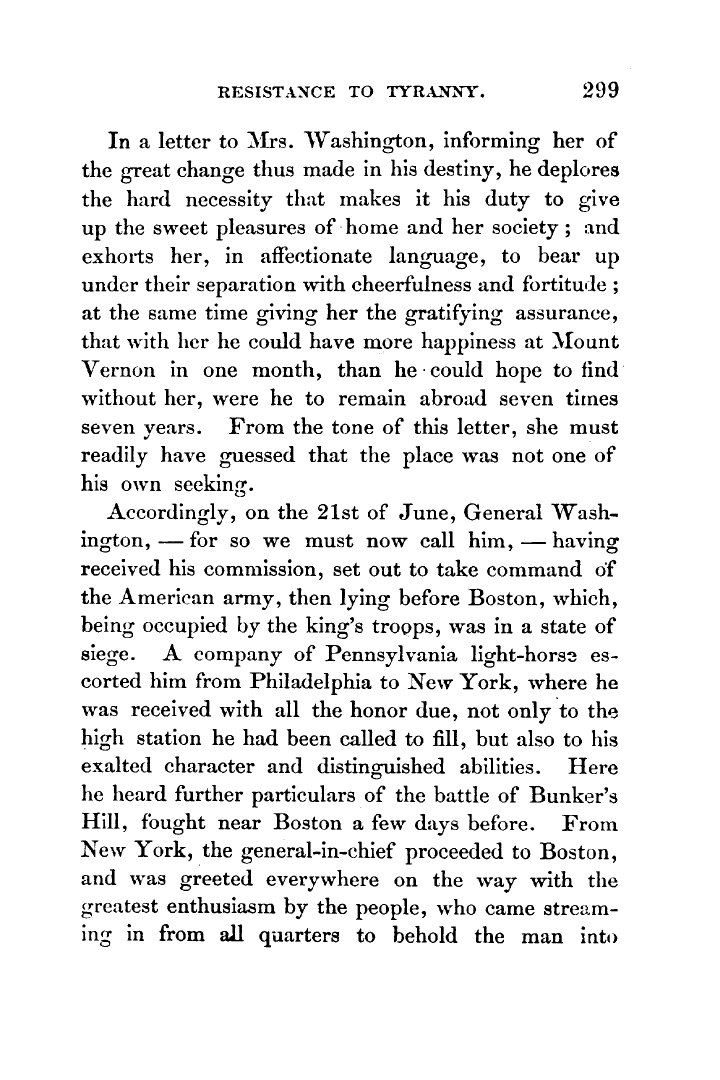 RESISTANCE TO TYRANNY. 299
In a letter to Mrs. Washington, informing her of
the great change thus made in his destiny, he deplores
the hard necessity that makes it his duty to give
up the sweet pleasures of home and her society ; and
exhorts her, in affectionate language, to bear up
under their separation with cheerfulness and fortitude ;
at the same time giving her the gratifying assurance,
that with her he could have more happiness at Mount
Vernon in one month, than he could hope to find
without her, were he to remain abroad seven times
seven years. From the tone of this letter, she must
readily have guessed that the place was not one of
his own seeking.
Accordingly, on the 21st of June, General Wash-
ington, — for so we must now call him, — having
received his commission, set out to take command of
the American army, then lying before Boston, which,
being occupied by the king's troops, was in a state of
siege. A company of Pennsylvania light-horse es-
corted him from Philadelphia to New York, where he
was received with all the honor due, not only to the
high station he had been called to fill, but also to his
exalted character and distinguished abilities. Here
he heard further particulars of the battle of Bunker's
Hill, fought near Boston a few days before. From
New York, the general-in-chief proceeded to Boston,
and was greeted everywhere on the way with the
greatest enthusiasm by the people, who came stream-
ing in from all quarters to behold the man into